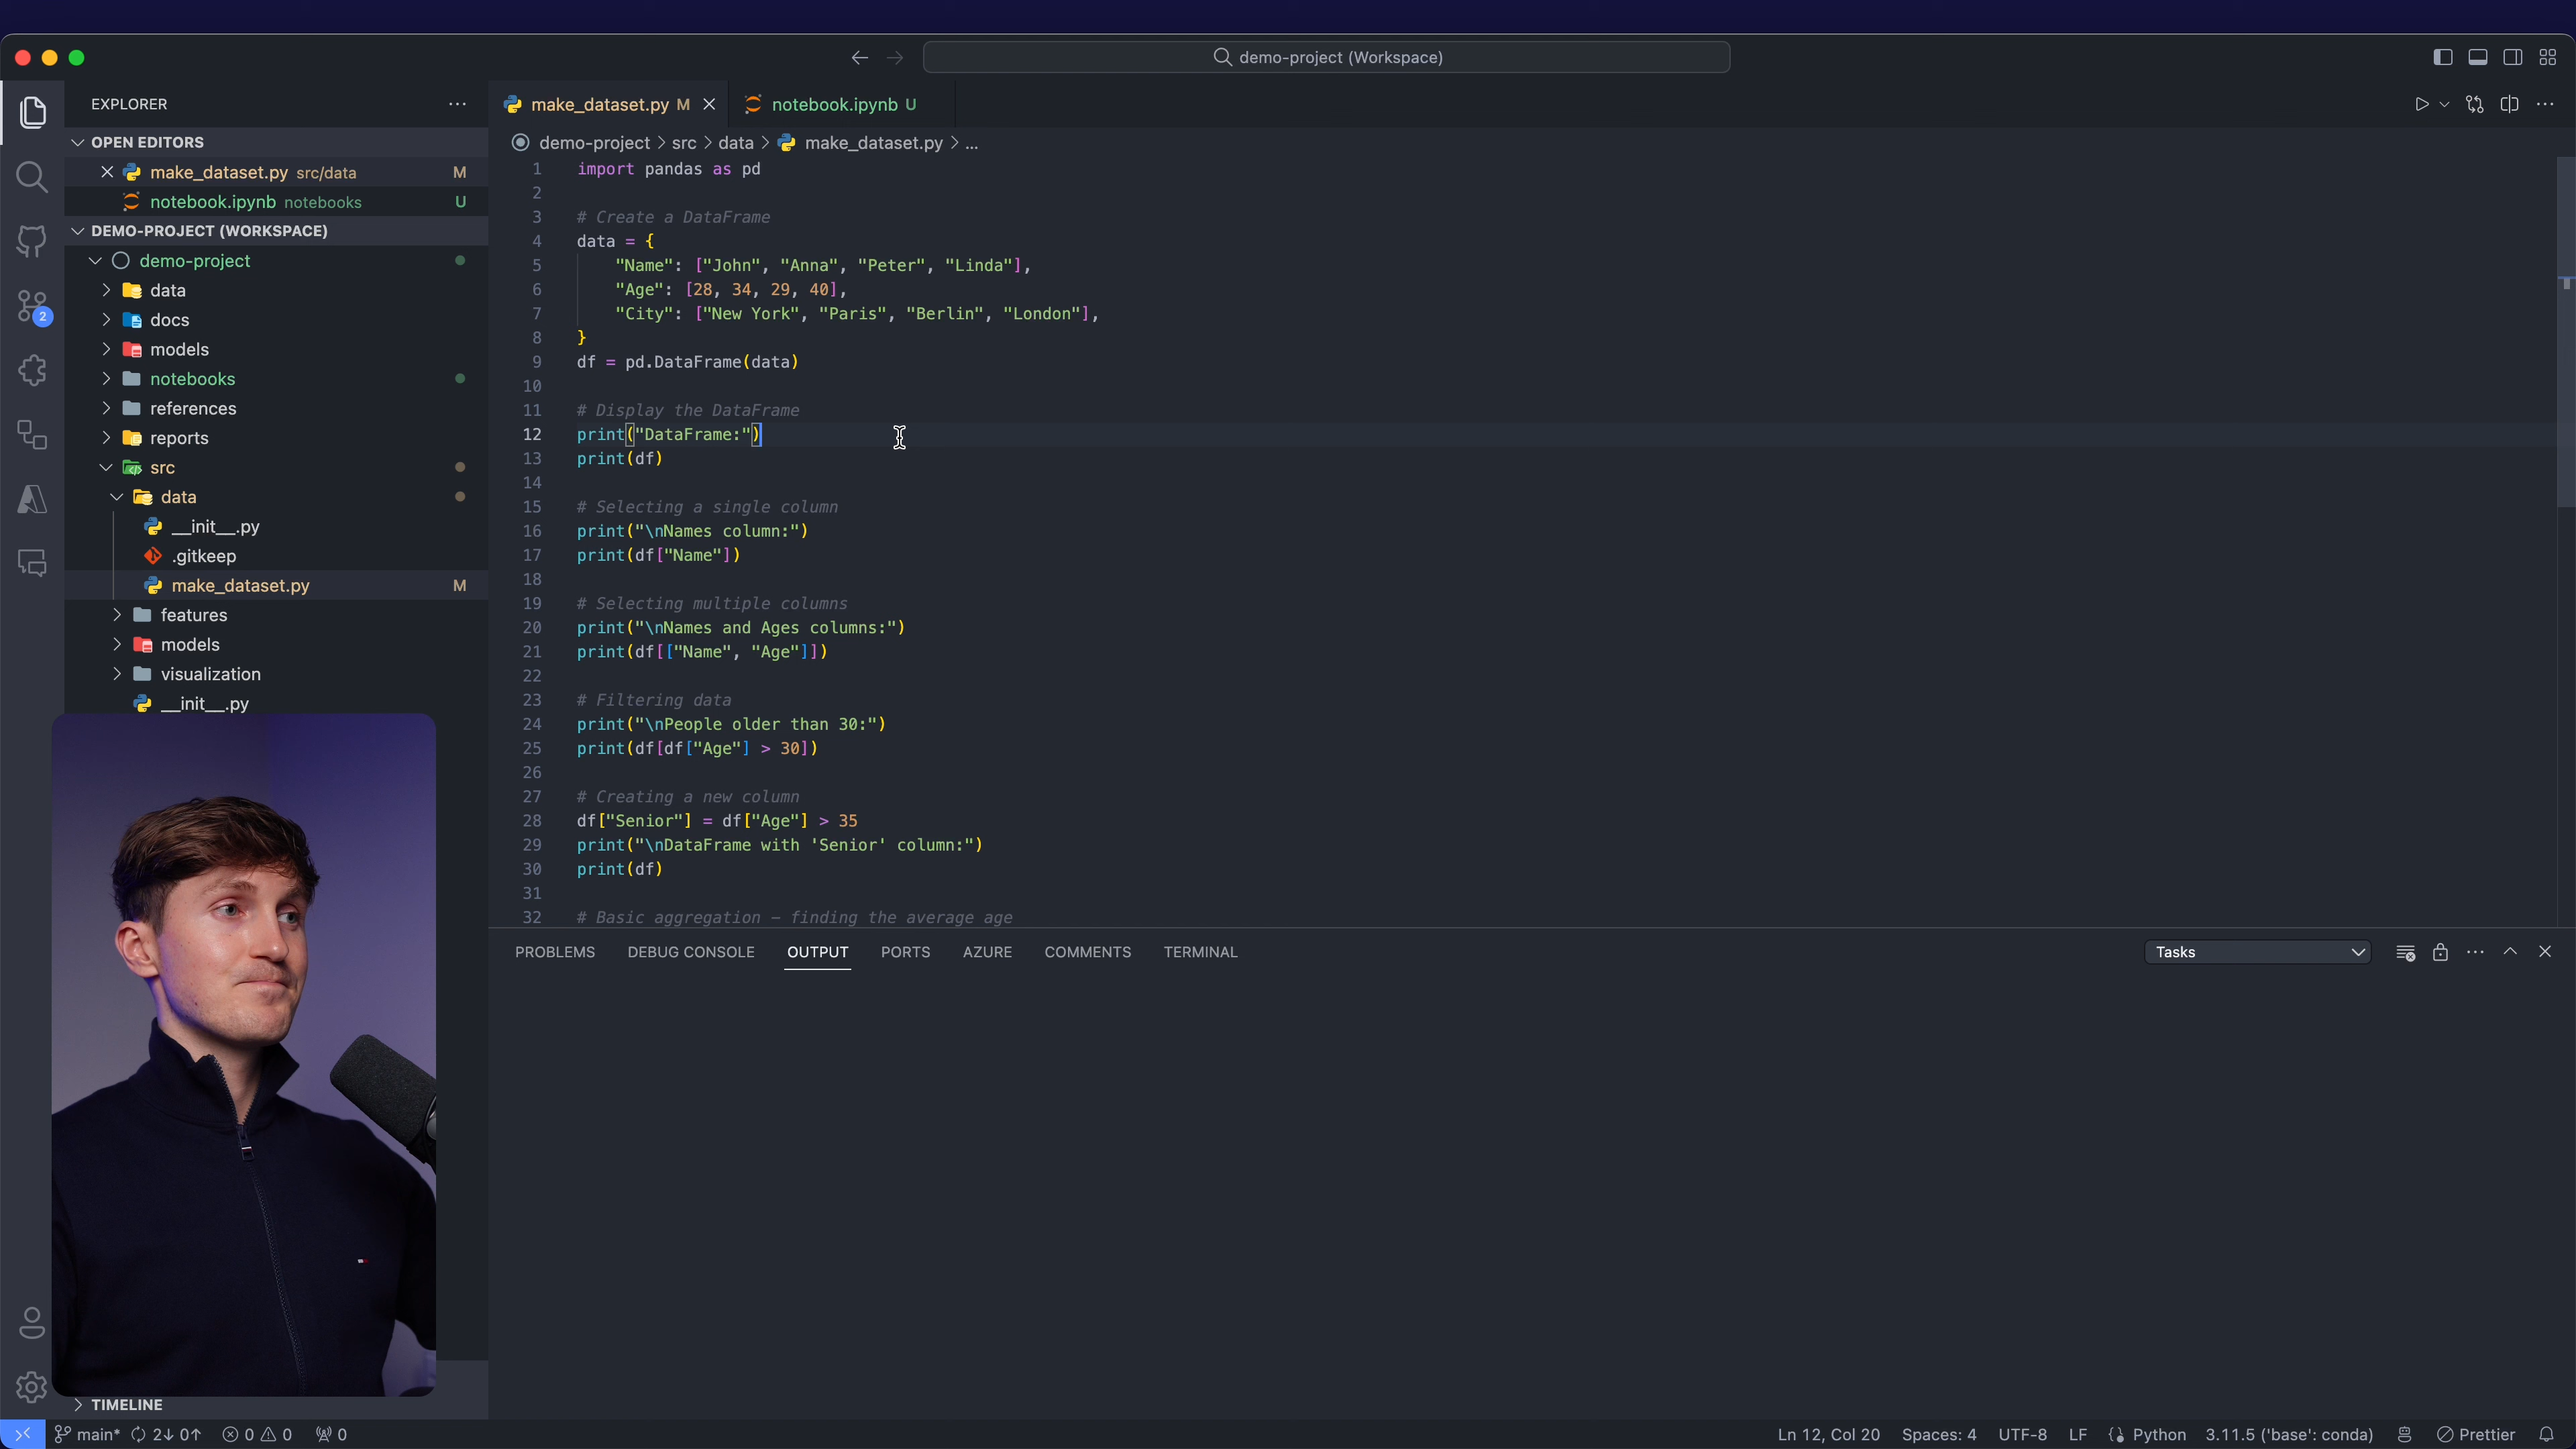 demo-project (Workspace)
EXPLORER
OPEN EDITORS
make_dataset.py src/data M
notebook.ipynb notebooks U
DEMO-PROJECT (WORKSPACE)
demo-project
data
docs
models
notebooks
references
reports
src
data
__init__.py
.gitkeep
make_dataset.py M
features
models
visualization
__init__.py
TIMELINE
2
make_dataset.py M
notebook.ipynb U
demo-project > src > data > make_dataset.py > ...
1 import pandas as pd
2
3 # Create a DataFrame
4 data = {
5 "Name": ["John", "Anna", "Peter", "Linda"],
6 "Age": [28, 34, 29, 40],
7 "City": ["New York", "Paris", "Berlin", "London"],
8 }
9 df = pd.DataFrame(data)
10
11 # Display the DataFrame
12 print("DataFrame:")
13 print(df)
14
15 # Selecting a single column
16 print("\nNames column:")
17 print(df["Name"])
18
19 # Selecting multiple columns
20 print("\nNames and Ages columns:")
21 print(df[["Name", "Age"]])
22
23 # Filtering data
24 print("\nPeople older than 30:")
25 print(df[df["Age"] > 30])
26
27 # Creating a new column
28 df["Senior"] = df["Age"] > 35
29 print("\nDataFrame with 'Senior' column:")
30 print(df)
31
32 # Basic aggregation – finding the average age
PROBLEMS DEBUG CONSOLE OUTPUT PORTS AZURE COMMENTS TERMINAL
Tasks
main* 2↓ 0↑ 0 0 0
Ln 12, Col 20 Spaces: 4 UTF-8 LF Python 3.11.5 ('base': conda) Prettier